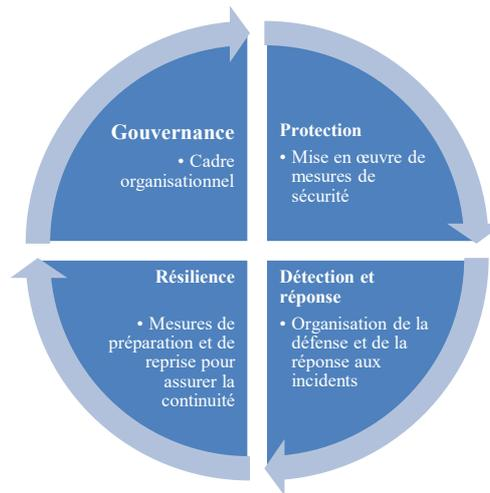 Gouvernance
• Cadre
organisationnel
Protection
• Mise en œuvre de
mesures de
sécurité
Résilience
• Mesures de
préparation et de
reprise pour
assurer la
continuité
Détection et
réponse
• Organisation de la
défense et de la
réponse aux
incidents